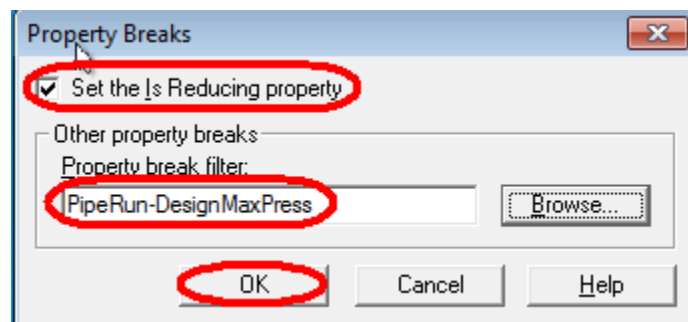 Property Breaks
Set the Is Reducing property
Other property breaks
Property break filter:
PipeRun-DesignMaxPress
Browse...
OK Cancel Help